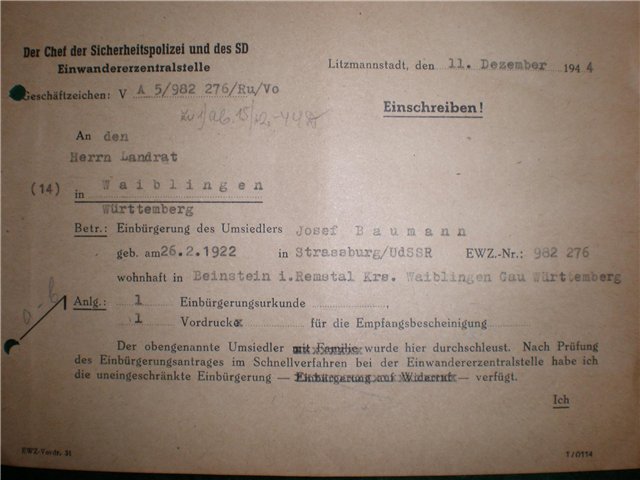 Der Chef der Sicherheitspolizei und des SD
Einwandererzentralstelle
Litzmannstadt, den 11. Dezember 1944
Geschäftzeichen: V A 5/982 276/Ru/Vo
Einschreiben!
An den
Herrn Landrat
(14) in Waiblingen
Württemberg
Betr.: Einbürgerung des Umsiedlers Josef Baumann
geb. am 26.2.1922 in Strassburg/UdSSR EWZ.-Nr.: 982 276
wohnhaft in Beinstein i.Remstal Krs. Waiblingen Gau Württemberg
Anlg.: 1 Einbürgerungsurkunde
1 Vordrucke für die Empfangsbescheinigung
Der obengenannte Umsiedler mit Familie wurde hier durchschleust. Nach Prüfung
des Einbürgerungsantrages im Schnellverfahren bei der Einwandererzentralstelle habe ich
die uneingeschränkte Einbürgerung — Einbürgerung auf Widerruf — verfügt.
Ich
EWZ-Vordr. 31